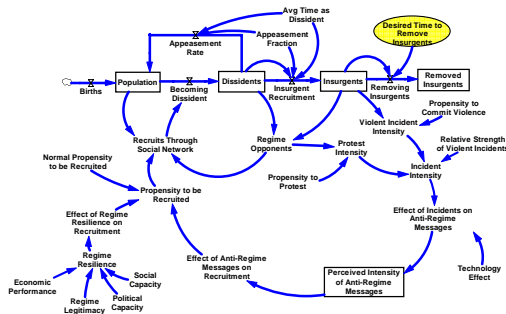 Avg Time as
Dissident
Desired Time to
Remove
Insurgents
Appeasement
Rate
Appeasement
Fraction
Births
Population
Becoming
Dissident
Dissidents
Insurgent
Recruitment
Insurgents
Removing
Insurgents
Removed
Insurgents
Recruits Through
Social Network
Regime
Opponents
Violent Incident
Intensity
Propensity to
Commit Violence
Normal Propensity
to be Recruited
Protest
Intensity
Relative Strength
of Violent Incidents
Incident
Intensity
Propensity to
be Recruited
Propensity to
Protest
Effect of Regime
Resilience on
Recruitment
Effect of Incidents on
Anti-Regime
Messages
Regime
Resilience
Effect of Anti-Regime
Messages on
Recruitment
Economic
Performance
Social
Capacity
Political
Capacity
Regime
Legitimacy
Perceived Intensity
of Anti-Regime
Messages
Technology
Effect